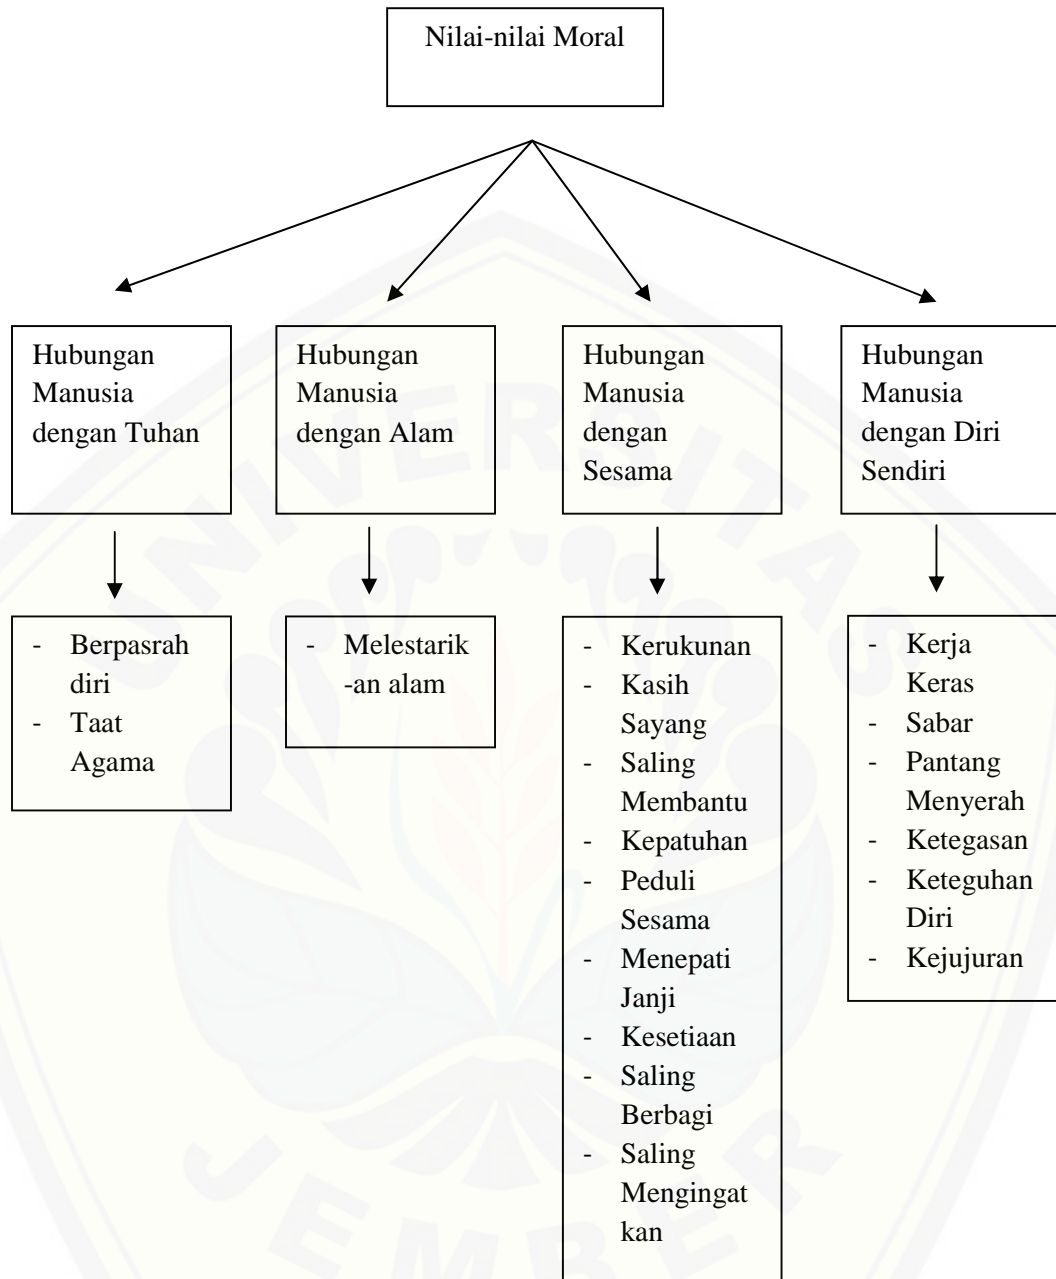 Nilai-nilai Moral
Hubungan
Manusia
dengan Tuhan
Hubungan
Manusia
dengan Alam
Hubungan
Manusia
dengan
Sesama
Hubungan
Manusia
dengan Diri
Sendiri
- Berpasrah
diri
- Taat
Agama
- Melestarik
-an alam
- Kerukunan
- Kasih
Sayang
- Saling
Membantu
- Kepatuhan
- Peduli
Sesama
- Menepati
Janji
- Kesetiaan
- Saling
Berbagi
- Saling
Mengingat
kan
- Kerja
Keras
- Sabar
- Pantang
Menyerah
- Ketegasan
- Keteguhan
Diri
- Kejujuran
UNIVERSITAS
JEMBER